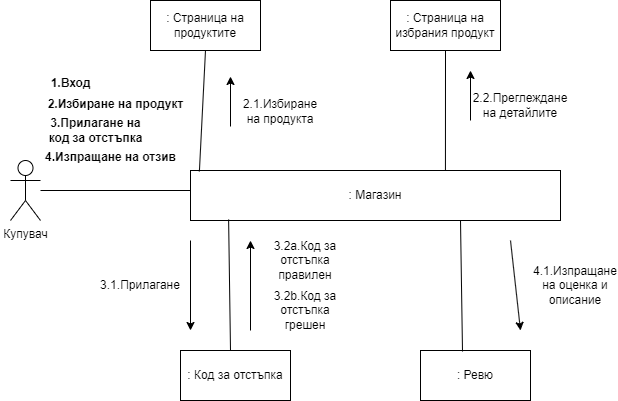 : Страница на
продуктите
: Страница на
избрания продукт
1.Вход
2.Избиране на продукт
3.Прилагане на
код за отстъпка
4.Изпращане на отзив
2.1.Избиране
на продукта
2.2.Преглеждане
на детайлите
Купувач
: Магазин
3.1.Прилагане
3.2a.Код за
отстъпка
правилен
3.2b.Код за
отстъпка
грешен
4.1.Изпращане
на оценка и
описание
: Код за отстъпка
: Ревю